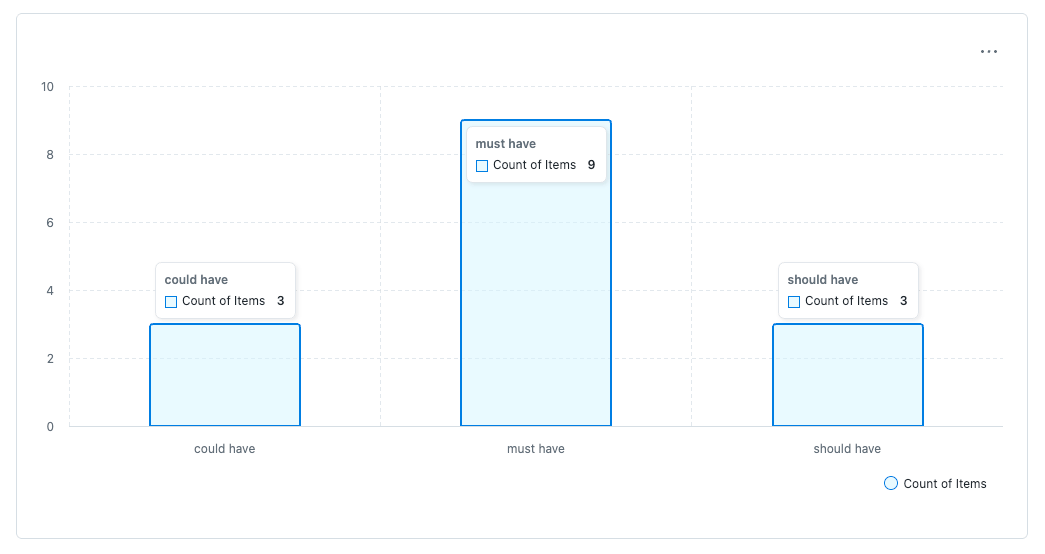 10
8
6
4
2
0
must have
Count of Items 9
could have
Count of Items 3
should have
Count of Items 3
could have
must have
should have
Count of Items